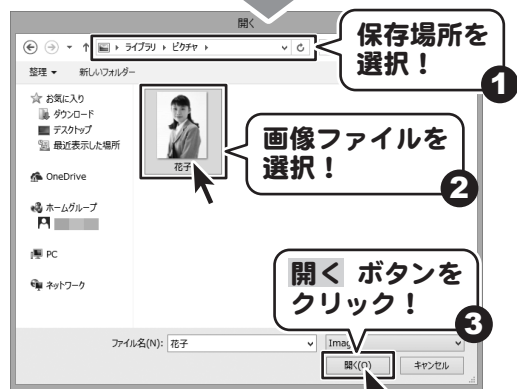 開く
ライブラリ ▸ ピクチャ ▸
保存場所を
選択！
1
整理 ▼ 新しいフォルダー
お気に入り
ダウンロード
デスクトップ
最近表示した場所
花子
画像ファイルを
選択！
2
OneDrive
ホームグループ
PC
ネットワーク
開く ボタンを
クリック！
3
ファイル名(N): 花子
開く(O) キャンセル